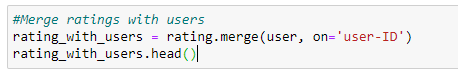 #Merge ratings with users
rating_with_users = rating.merge(user, on='user-ID')
rating_with_users.head()